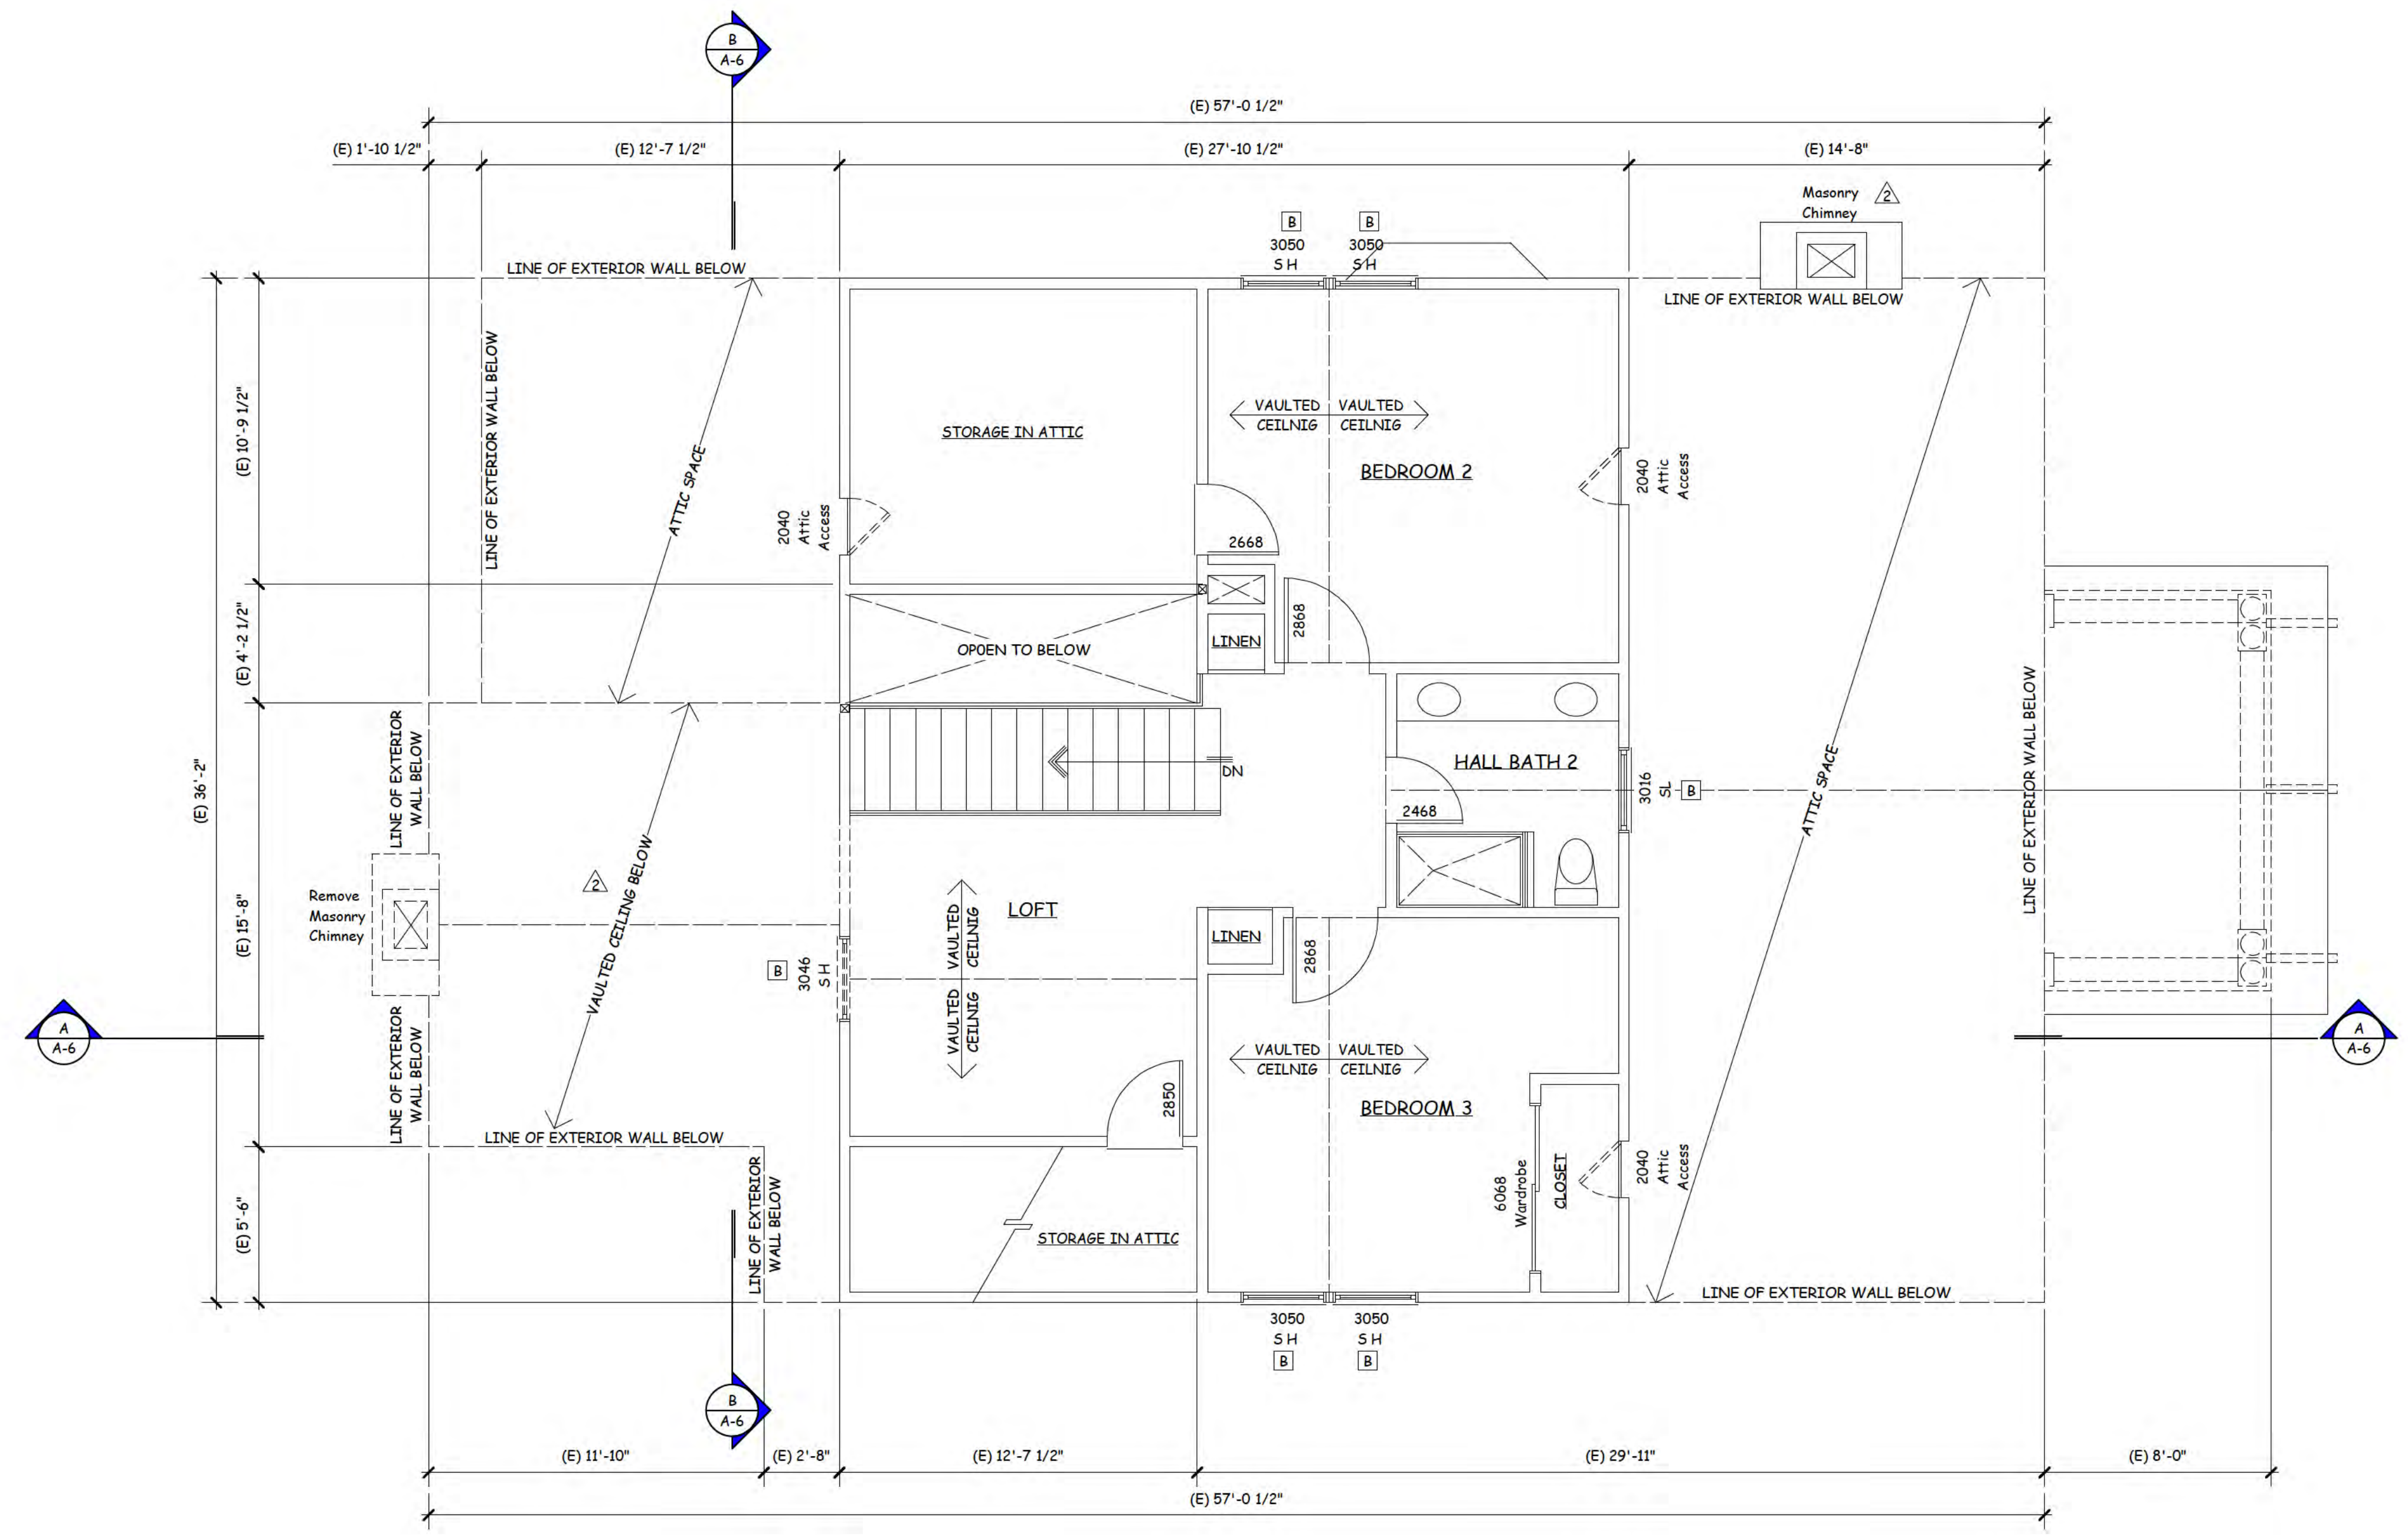 B
A-6
(E) 57'-0 1/2"
(E) 1'-10 1/2"
(E) 12'-7 1/2"
(E) 27'-10 1/2"
(E) 14'-8"
Masonry
Chimney
2
B
3050
S H
B
3050
S H
LINE OF EXTERIOR WALL BELOW
LINE OF EXTERIOR WALL BELOW
LINE OF EXTERIOR WALL BELOW
(E) 10'-9 1/2"
ATTIC SPACE
STORAGE IN ATTIC
VAULTED
CEILNIG
VAULTED
CEILNIG
BEDROOM 2
2040
Attic
Access
2040
Attic
Access
2668
2868
LINEN
(E) 4'-2 1/2"
OP0EN TO BELOW
(E) 36'-2"
LINE OF EXTERIOR
WALL BELOW
DN
HALL BATH 2
2468
3016
SL
B
ATTIC SPACE
LINE OF EXTERIOR WALL BELOW
(E) 15'-8"
Remove
Masonry
Chimney
2
VAULTED CEILING BELOW
B
3046
S H
LOFT
VAULTED
CEILNIG
VAULTED
CEILNIG
LINEN
2868
A
A-6
LINE OF EXTERIOR
WALL BELOW
VAULTED
CEILNIG
VAULTED
CEILNIG
BEDROOM 3
2850
A
A-6
LINE OF EXTERIOR WALL BELOW
LINE OF EXTERIOR
WALL BELOW
(E) 5'-6"
STORAGE IN ATTIC
6068
Wardrobe
CLOSET
2040
Attic
Access
LINE OF EXTERIOR WALL BELOW
3050
S H
B
3050
S H
B
B
A-6
(E) 11'-10"
(E) 2'-8"
(E) 12'-7 1/2"
(E) 29'-11"
(E) 8'-0"
(E) 57'-0 1/2"